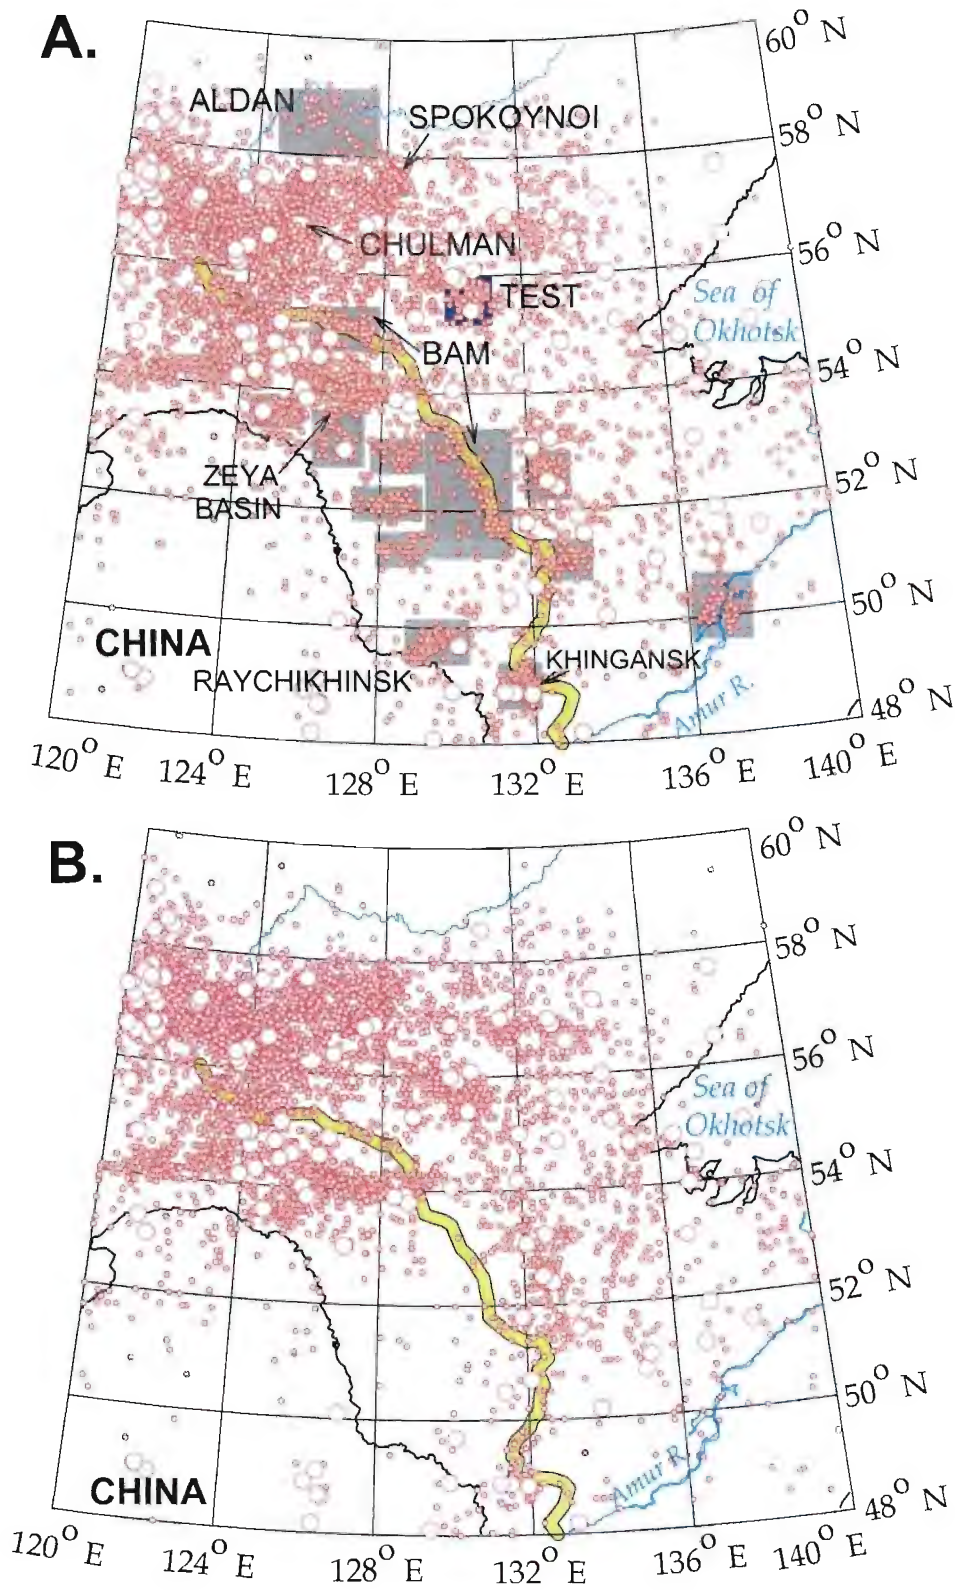 A.
60° N
ALDAN
SPOKOYNOI
58° N
CHULMAN
56° N
TEST
Sea of
Okhotsk
BAM
54° N
ZEYA
BASIN
52° N
50° N
CHINA
KHINGANSK
RAYCHIKHINSK
Amur R.
48° N
120° E
124° E
128° E
132° E
136° E
140° E
B.
60° N
58° N
56° N
Sea of
Okhotsk
54° N
52° N
50° N
Amur R.
CHINA
48° N
120° E
124° E
128° E
132° E
136° E
140° E